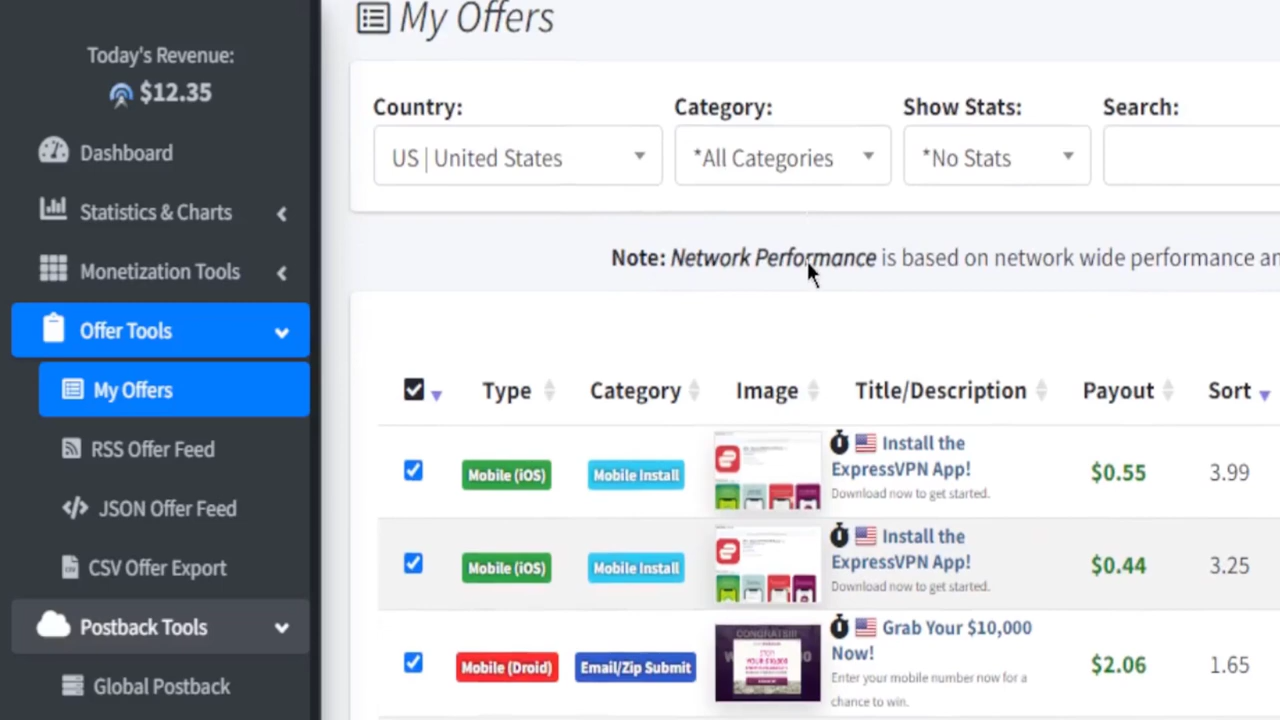 Today's Revenue:
$12.35
Dashboard
Statistics & Charts
Monetization Tools
Offer Tools
My Offers
RSS Offer Feed
JSON Offer Feed
CSV Offer Export
Postback Tools
Global Postback
My Offers
Country: Category: Show Stats: Search:
US | United States *All Categories *No Stats
Note: Network Performance is based on network wide performance an
Type Category Image Title/Description Payout Sort
Mobile (iOS) Mobile Install Install the ExpressVPN App! $0.55 3.99
Download now to get started.
Mobile (iOS) Mobile Install Install the ExpressVPN App! $0.44 3.25
Download now to get started.
Mobile (Droid) Email/Zip Submit Grab Your $10,000 Now! $2.06 1.65
Enter your mobile number now for a
chance to win.